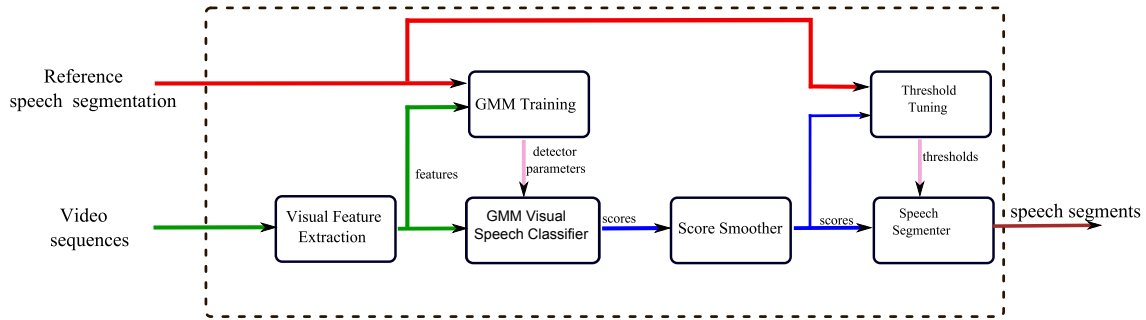 Reference
speech segmentation
GMM Training
Threshold
Tuning
detector
parameters
thresholds
features
Video
sequences
Visual Feature
Extraction
GMM Visual
Speech Classifier
scores
Score Smoother
scores
Speech
Segmenter
speech segments